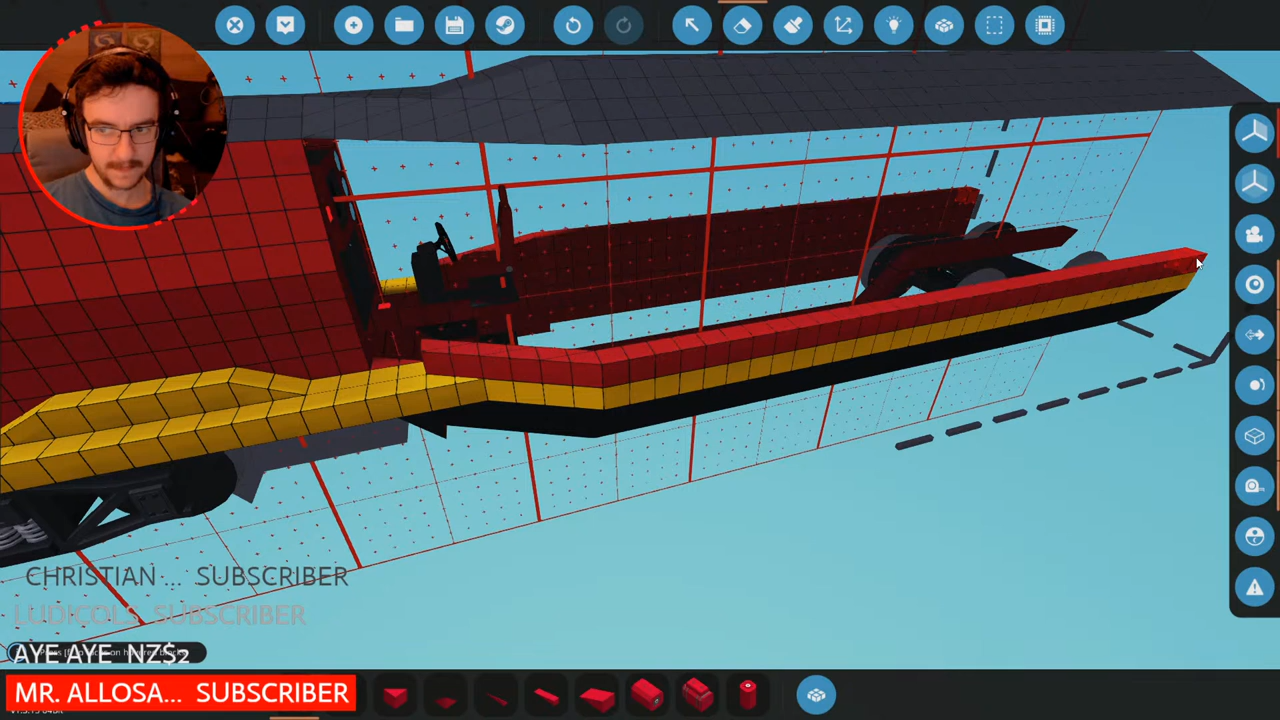 CHRISTIAN ... SUBSCRIBER
LUDICOLS SUBSCRIBER
AYE AYE NZ$2
MR. ALLOSA... SUBSCRIBER